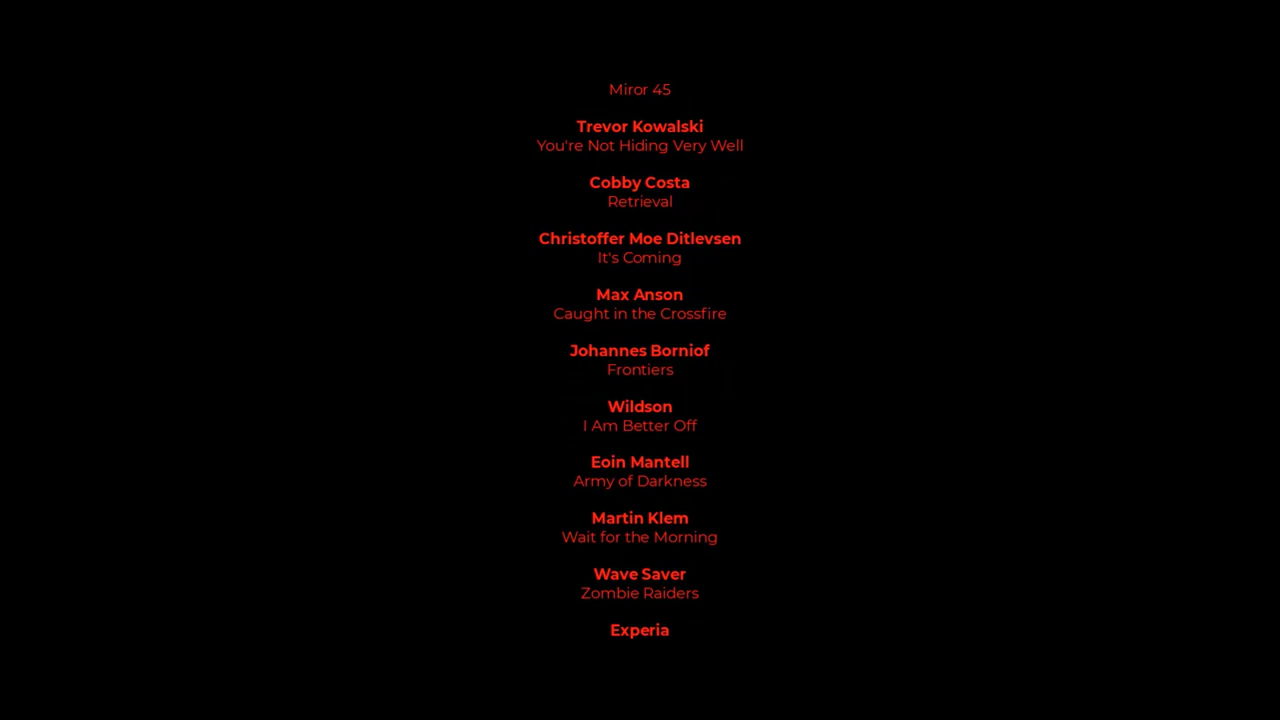 Miror 45
Trevor Kowalski
You're Not Hiding Very Well
Cobby Costa
Retrieval
Christoffer Moe Ditlevsen
It's Coming
Max Anson
Caught in the Crossfire
Johannes Borniof
Frontiers
Wildson
I Am Better Off
Eoin Mantell
Army of Darkness
Martin Klem
Wait for the Morning
Wave Saver
Zombie Raiders
Experia